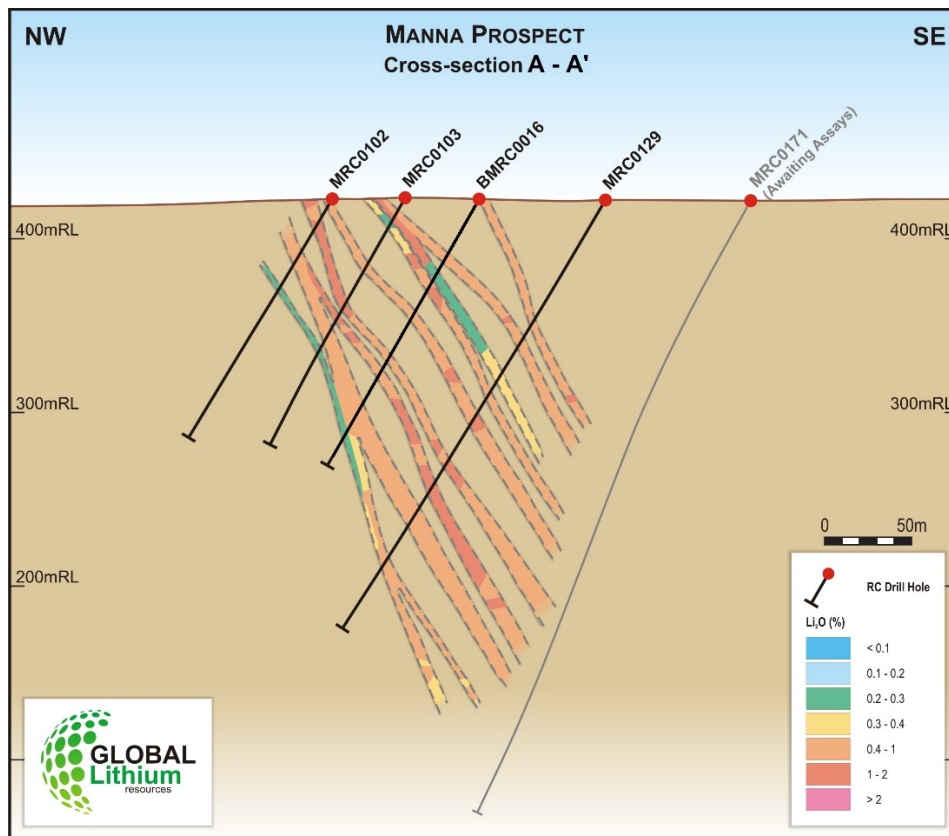 NW
MANNA PROSPECT
SE
Cross-section A - A'
MRC0102
MRC0103
BMRC0016
MRC0129
MRC0171
(Awaiting Assays)
400mRL
400mRL
300mRL
300mRL
200mRL
0 50m
RC Drill Hole
Li₂O (%)
< 0.1
0.1 - 0.2
0.2 - 0.3
0.3 - 0.4
0.4 - 1
1 - 2
> 2
GLOBAL
Lithium
resources